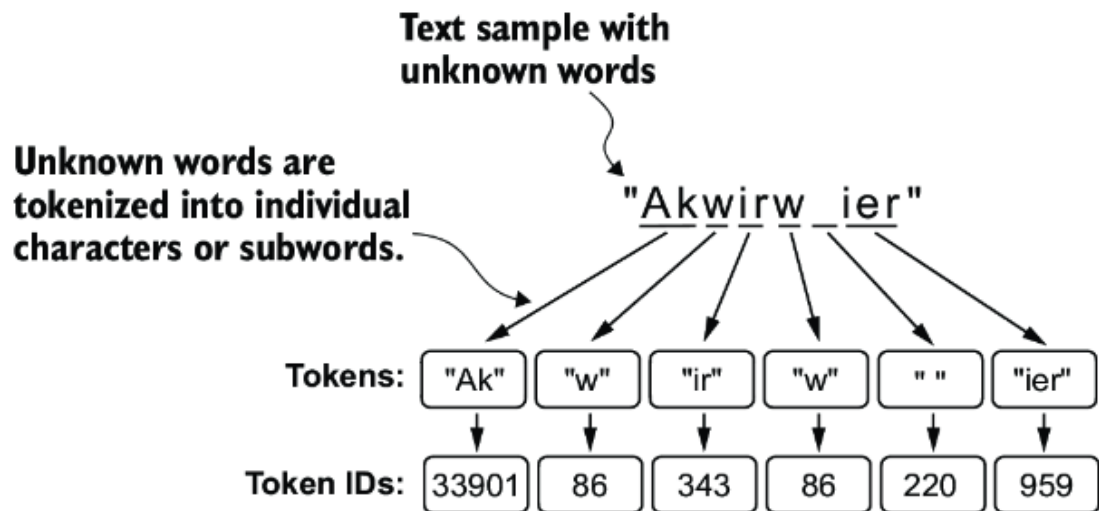 Text sample with
unknown words
Unknown words are
tokenized into individual
characters or subwords.
"Akwirw ier"
Tokens: "Ak" "w" "ir" "w" " " "ier"
Token IDs: 33901 86 343 86 220 959